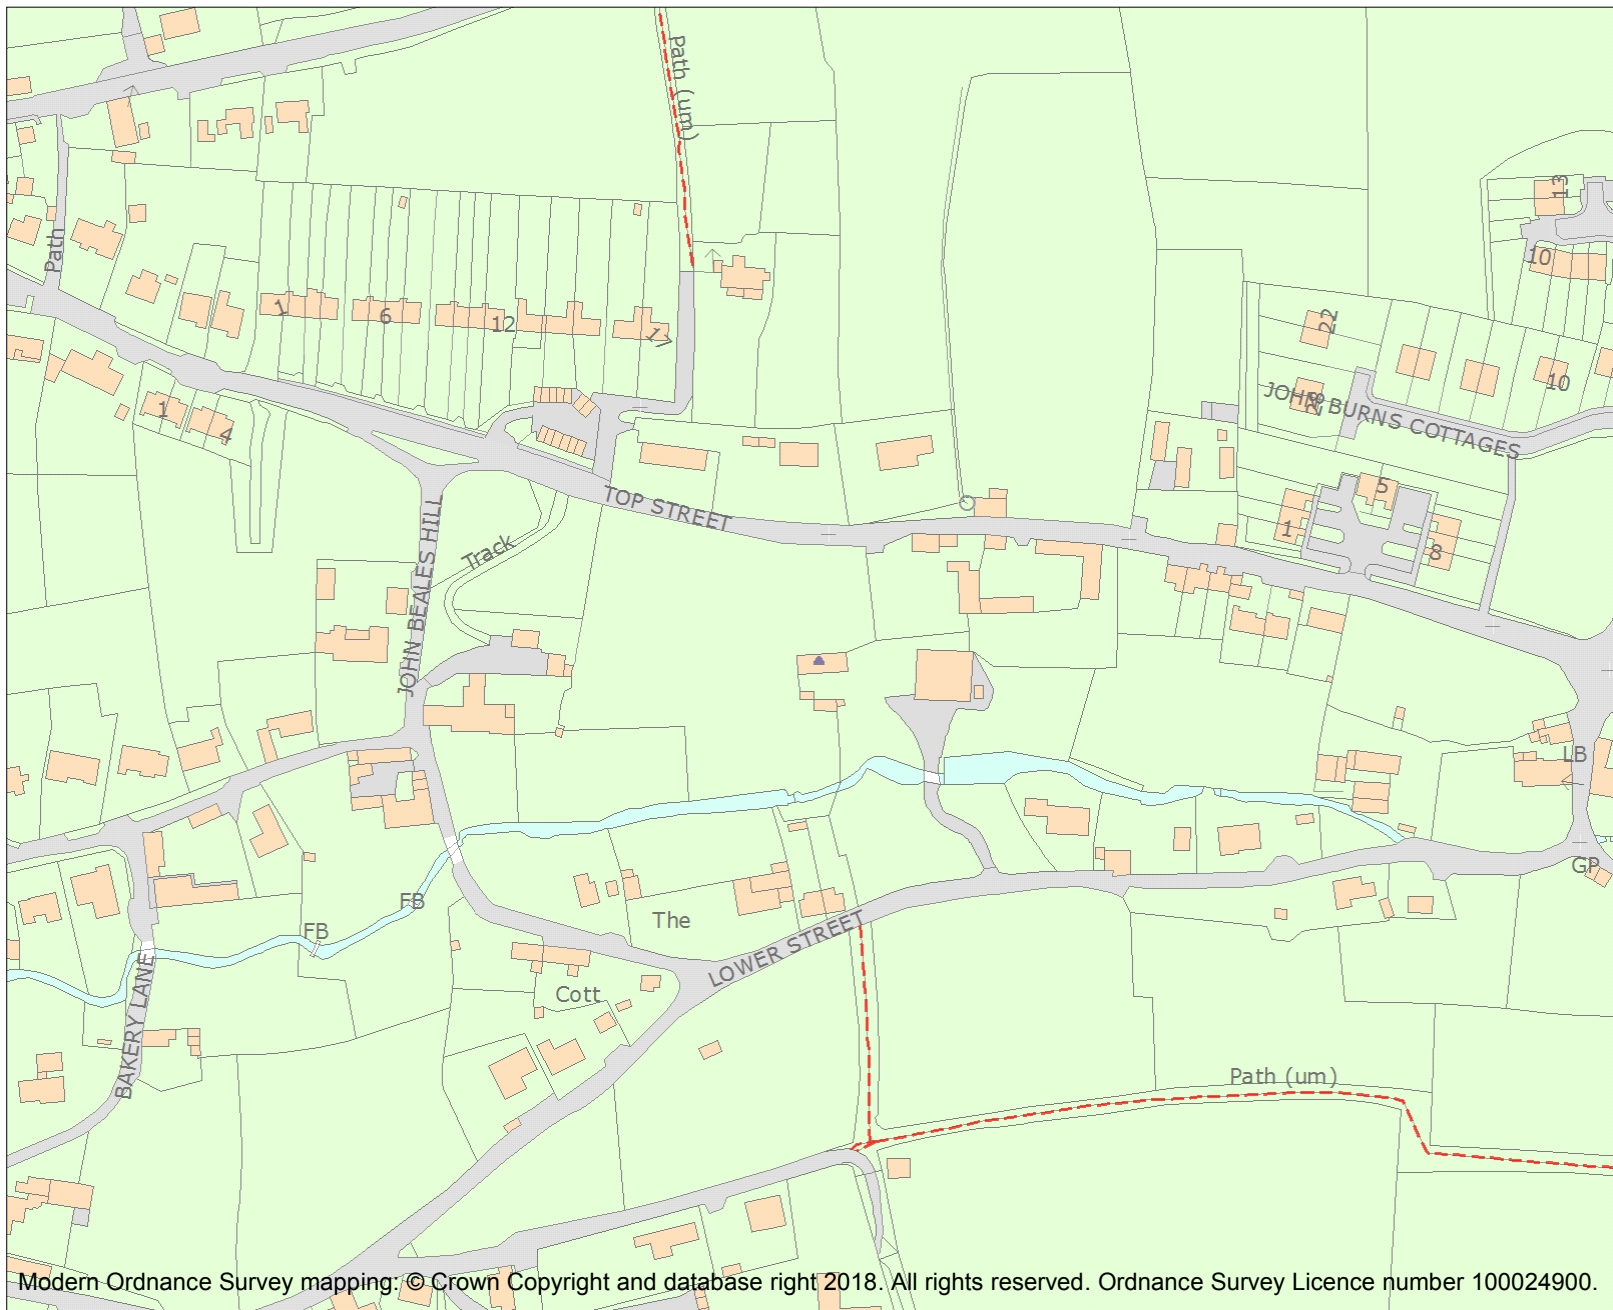 Path (um)
13
Path
10
1
6
12
17
22
10
JOHN BURNS COTTAGES
1
4
5
TOP STREET
1
8
Track
JOHN BEALES HILL
LB
GP
FB
The
FB
LOWER STREET
Cott
BAKERY LANE
Path (um)
Modern Ordnance Survey mapping: © Crown Copyright and database right 2018. All rights reserved. Ordnance Survey Licence number 100024900.